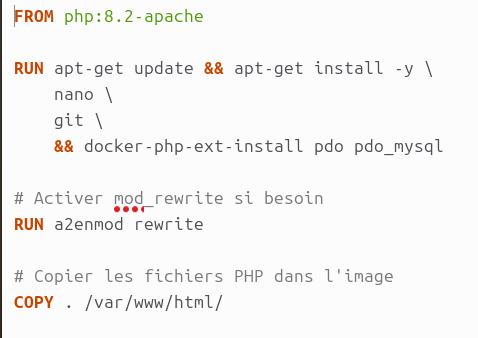 FROM php:8.2-apache
RUN apt-get update && apt-get install -y \
    nano \
    git \
    && docker-php-ext-install pdo pdo_mysql
# Activer mod_rewrite si besoin
RUN a2enmod rewrite
# Copier les fichiers PHP dans l'image
COPY . /var/www/html/